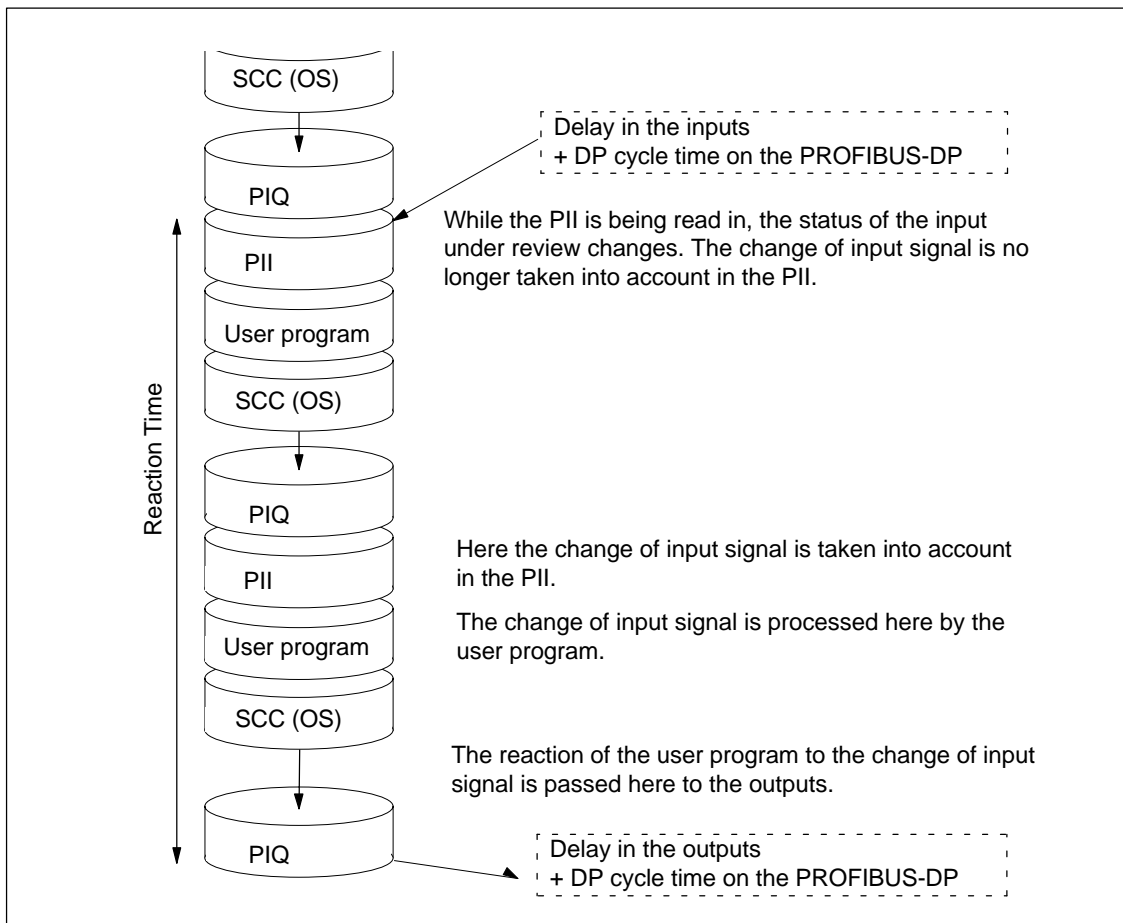 SCC (OS)
Delay in the inputs
+ DP cycle time on the PROFIBUS-DP
PIQ
While the PII is being read in, the status of the input
under review changes. The change of input signal is no
longer taken into account in the PII.
PII
User program
SCC (OS)
Reaction Time
PIQ
Here the change of input signal is taken into account
in the PII.
PII
The change of input signal is processed here by the
user program.
User program
SCC (OS)
The reaction of the user program to the change of input
signal is passed here to the outputs.
PIQ
Delay in the outputs
+ DP cycle time on the PROFIBUS-DP